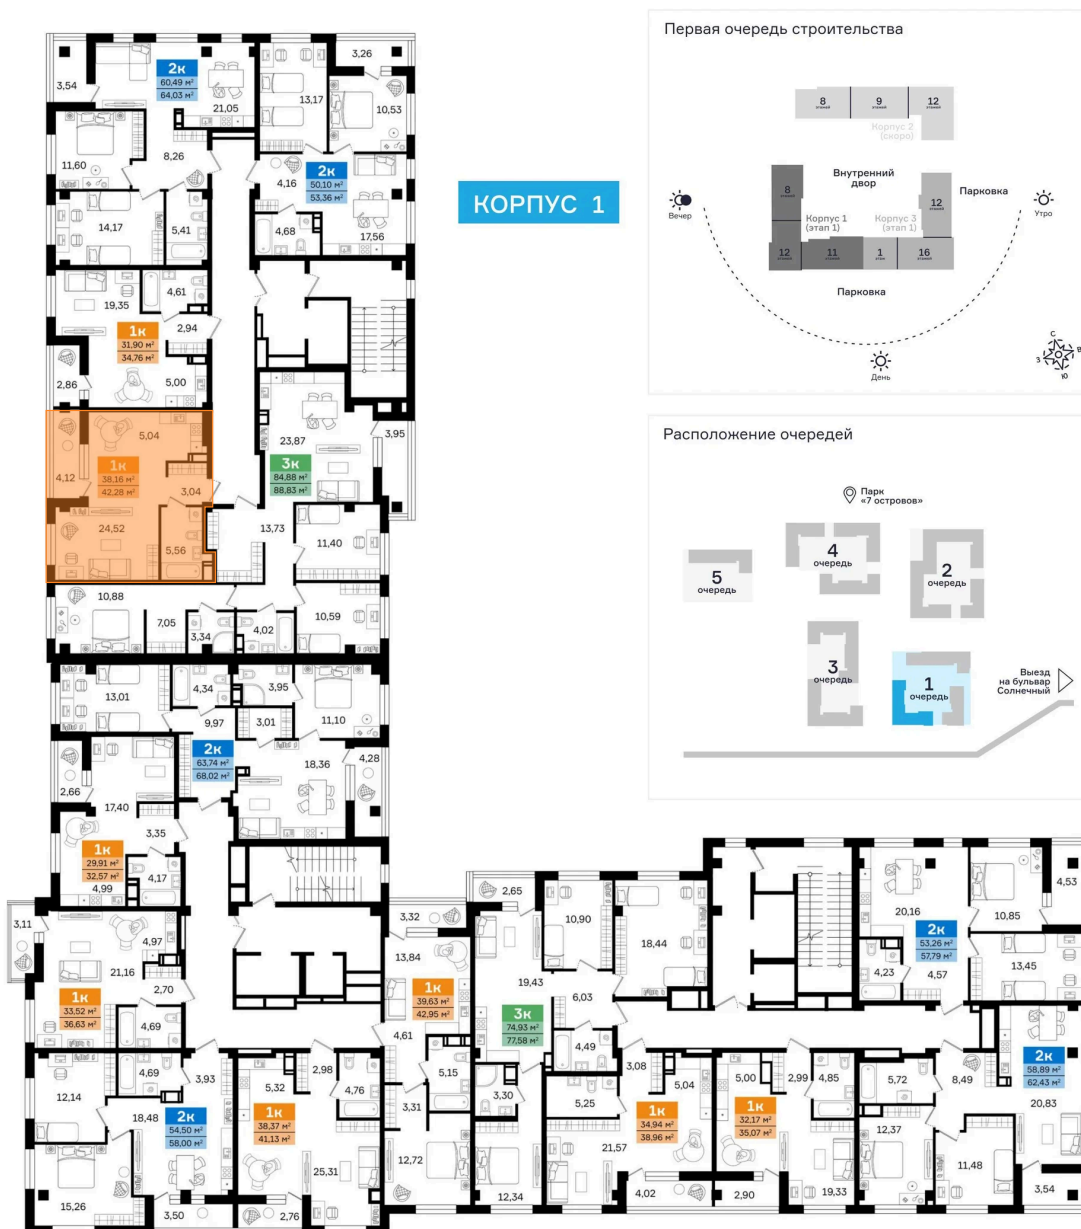 3,54
2к
60,49 м²
64,03 м²
21,05
13,17
3,26
10,53
11,60
8,26
4,16
2к
50,10 м²
53,36 м²
14,17
5,41
4,68
17,56
19,35
4,61
1к
31,90 м²
34,76 м²
2,94
2,86
5,00
5,04
1к
38,16 м²
42,28 м²
4,12
3,04
24,52
5,56
23,87
3,95
3к
84,88 м²
88,83 м²
13,73
11,40
10,88
7,05
3,34
4,02
10,59
13,01
4,34
3,95
11,10
9,97
3,01
2к
63,74 м²
68,02 м²
18,36
4,28
2,66
17,40
3,35
1к
29,91 м²
32,57 м²
4,99
4,17
3,11
4,97
21,16
2,70
1к
33,52 м²
36,63 м²
4,69
4,69
3,93
12,14
18,48
2к
54,50 м²
58,00 м²
15,26
3,50
5,32
2,98
4,76
1к
38,37 м²
41,13 м²
25,31
2,76
3,32
13,84
1к
39,63 м²
42,95 м²
4,61
5,15
3,31
12,72
2,65
10,90
18,44
19,43
6,03
3к
74,93 м²
77,58 м²
4,49
3,30
12,34
5,25
3,08
5,04
1к
34,94 м²
38,96 м²
21,57
4,02
5,00
2,99
4,85
1к
32,17 м²
35,07 м²
2,90
19,33
20,16
10,85
4,53
2к
53,26 м²
57,79 м²
4,23
4,57
13,45
5,72
8,49
2к
58,89 м²
62,43 м²
20,83
12,37
11,48
3,54
КОРПУС 1
Первая очередь строительства
8
этажей
9
этажей
12
этажей
Корпус 2
(скоро)
Внутренний
двор
8
этажей
Парковка
12
этажей
Корпус 1
(этап 1)
Корпус 3
(этап 1)
12
этажей
11
этажей
1
этаж
16
этажей
Парковка
Вечер
Утро
День
С
В
З
Ю
Расположение очередей
Парк
«7 островов»
5
очередь
4
очередь
2
очередь
3
очередь
1
очередь
Выезд
на бульвар
Солнечный